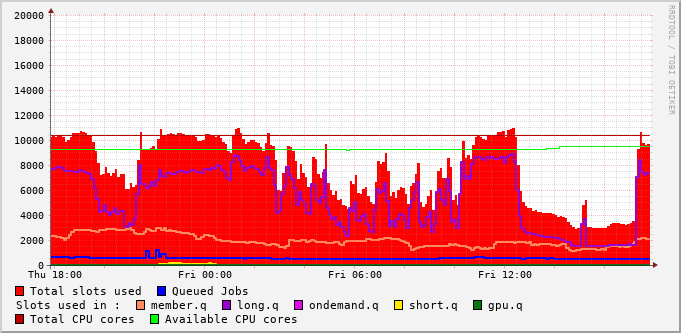 RRDTOOL / TOBI OETIKER
20000
18000
16000
14000
12000
10000
8000
6000
4000
2000
0
Thu 18:00 Fri 00:00 Fri 06:00 Fri 12:00
Total slots used Queued Jobs
Slots used in : member.q long.q ondemand.q short.q gpu.q
Total CPU cores Available CPU cores